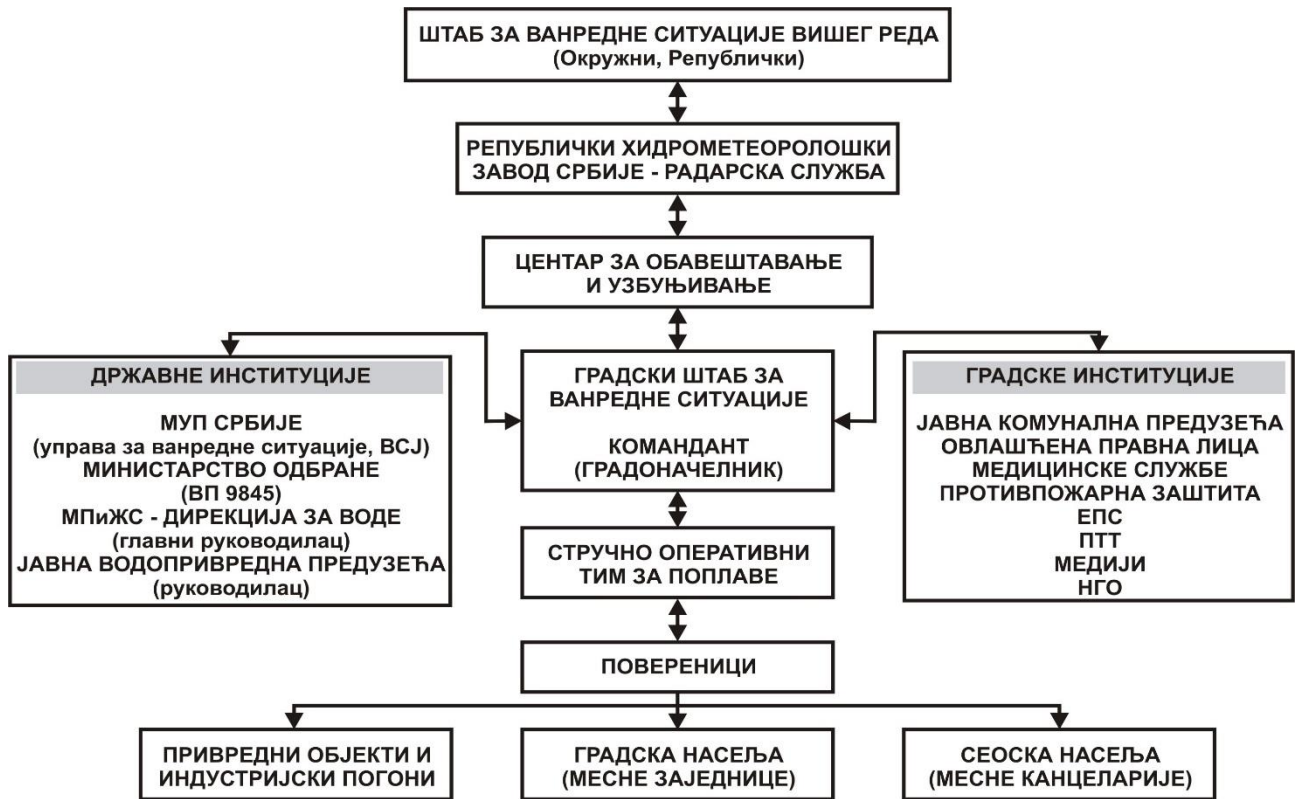 ШТАБ ЗА ВАНРЕДНЕ СИТУАЦИЈЕ ВИШЕГ РЕДА
(Окружни, Републички)
РЕПУБЛИЧКИ ХИДРОМЕТЕОРОЛОШКИ
ЗАВОД СРБИЈЕ - РАДАРСКА СЛУЖБА
ЦЕНТАР ЗА ОБАВЕШТАВАЊЕ
И УЗБУЊИВАЊЕ
ДРЖАВНЕ ИНСТИТУЦИЈЕ
МУП СРБИЈЕ
(управа за ванредне ситуације, ВСЈ)
МИНИСТАРСТВО ОДБРАНЕ
(ВП 9845)
МПиЖС - ДИРЕКЦИЈА ЗА ВОДЕ
(главни руководилац)
ЈАВНА ВОДОПРИВРЕДНА ПРЕДУЗЕЋА
(руководилац)
ГРАДСКИ ШТАБ ЗА
ВАНРЕДНЕ СИТУАЦИЈЕ
КОМАНДАНТ
(ГРАДОНАЧЕЛНИК)
ГРАДСКЕ ИНСТИТУЦИЈЕ
ЈАВНА КОМУНАЛНА ПРЕДУЗЕЋА
ОВЛАШЋЕНА ПРАВНА ЛИЦА
МЕДИЦИНСКЕ СЛУЖБЕ
ПРОТИВПОЖАРНА ЗАШТИТА
ЕПС
ПТТ
МЕДИЈИ
НГО
СТРУЧНО ОПЕРАТИВНИ
ТИМ ЗА ПОПЛАВЕ
ПОВЕРЕНИЦИ
ПРИВРЕДНИ ОБЈЕКТИ И
ИНДУСТРИЈСКИ ПОГОНИ
ГРАДСКА НАСЕЉА
(МЕСНЕ ЗАЈЕДНИЦЕ)
СЕОСКА НАСЕЉА
(МЕСНЕ КАНЦЕЛАРИЈЕ)